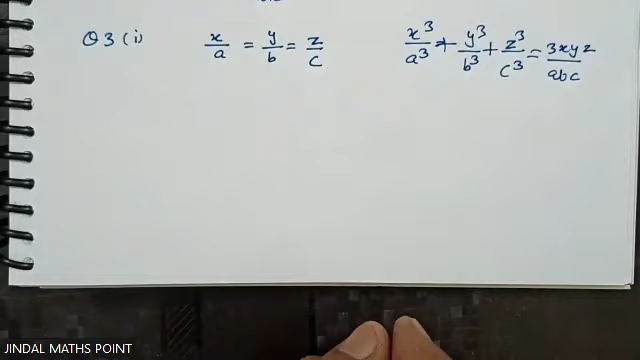 Q3(i) x/a = y/b = z/c x³/a³ + y³/b³ + z³/c³ = 3xyz/abc
JINDAL MATHS POINT